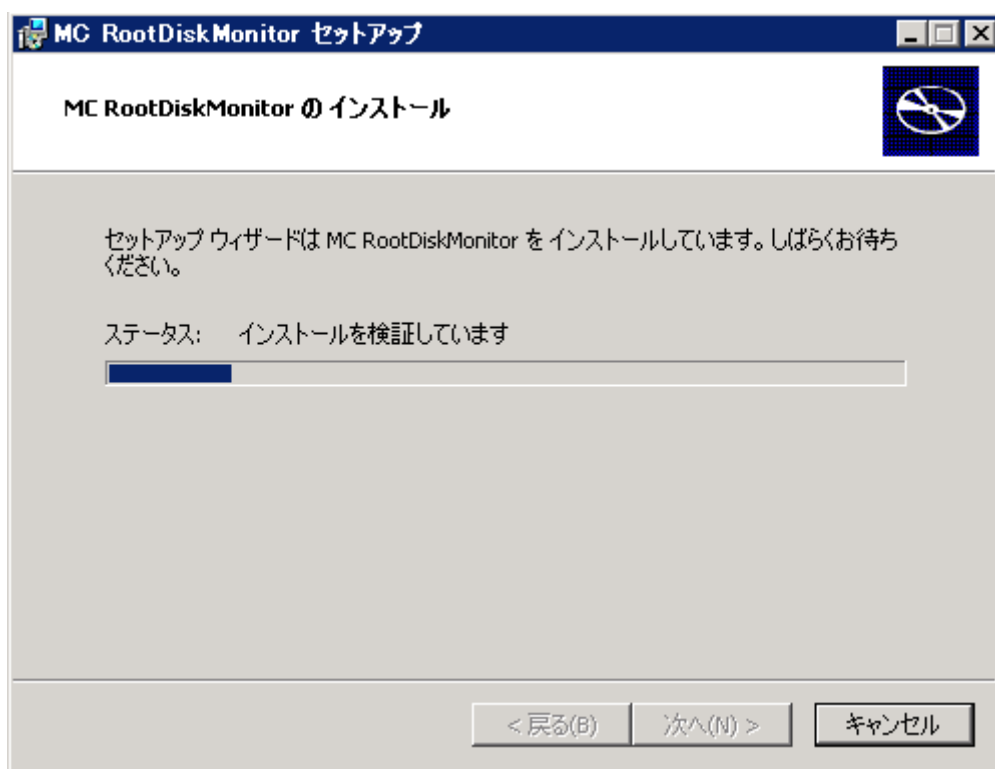 MC RootDiskMonitor セットアップ
MC RootDiskMonitor のインストール
セットアップ ウィザードは MC RootDiskMonitor をインストールしています。しばらくお待ち
ください。
ステータス: インストールを検証しています
< 戻る(B) 次へ(N) > キャンセル